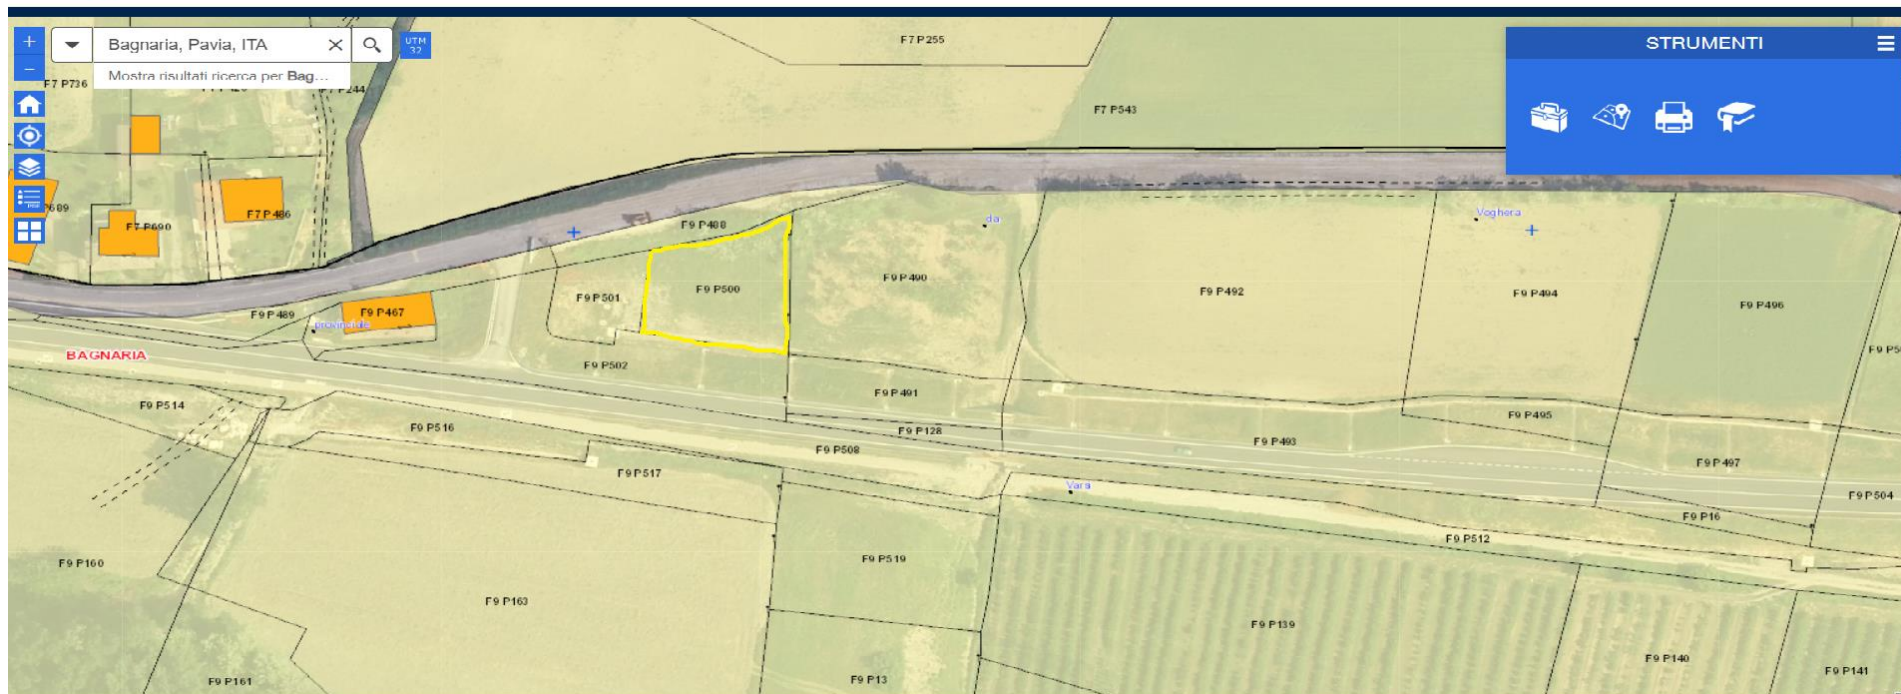 +
Bagnaria, Pavia, ITA
UTM
32
STRUMENTI
−
Mostra risultati ricerca per Bag...
F7 P255
F7 P736
P244
F7 P543
F7 P486
F7 P690
P689
F9 P488
da
Voghera
F9 P490
F9 P500
F9 P501
F9 P492
F9 P494
F9 P496
F9 P489
F9 P467
provinciale
BAGNARIA
F9 P502
F9 P491
F9 P514
F9 P495
F9 P516
F9 P128
F9 P493
F9 P508
F9 P497
F9 P517
Vara
F9 P504
F9 P16
F9 P512
F9 P160
F9 P519
F9 P163
F9 P139
F9 P140
F9 P141
F9 P161
F9 P13